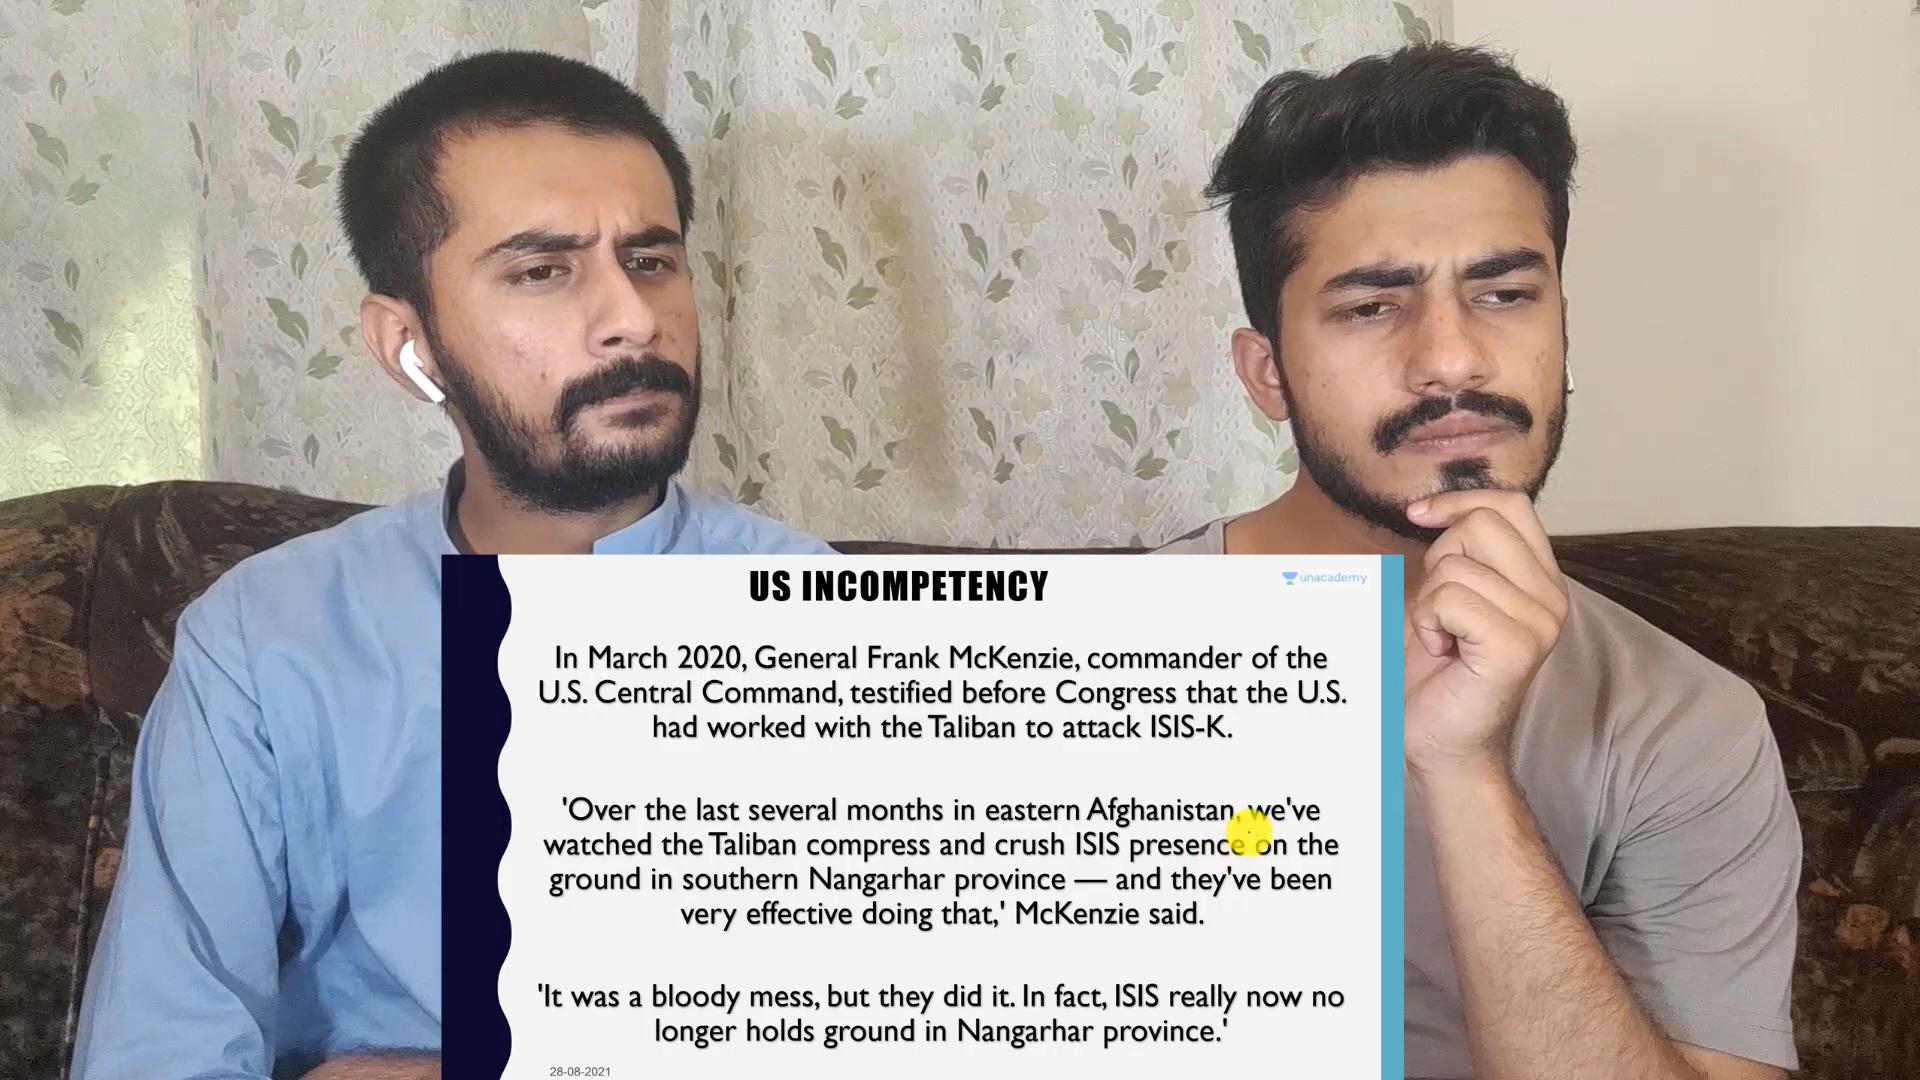 US INCOMPETENCY
unacademy
In March 2020, General Frank McKenzie, commander of the
U.S. Central Command, testified before Congress that the U.S.
had worked with the Taliban to attack ISIS-K.
'Over the last several months in eastern Afghanistan, we've
watched the Taliban compress and crush ISIS presence on the
ground in southern Nangarhar province — and they've been
very effective doing that,' McKenzie said.
'It was a bloody mess, but they did it. In fact, ISIS really now no
longer holds ground in Nangarhar province.'
28-08-2021